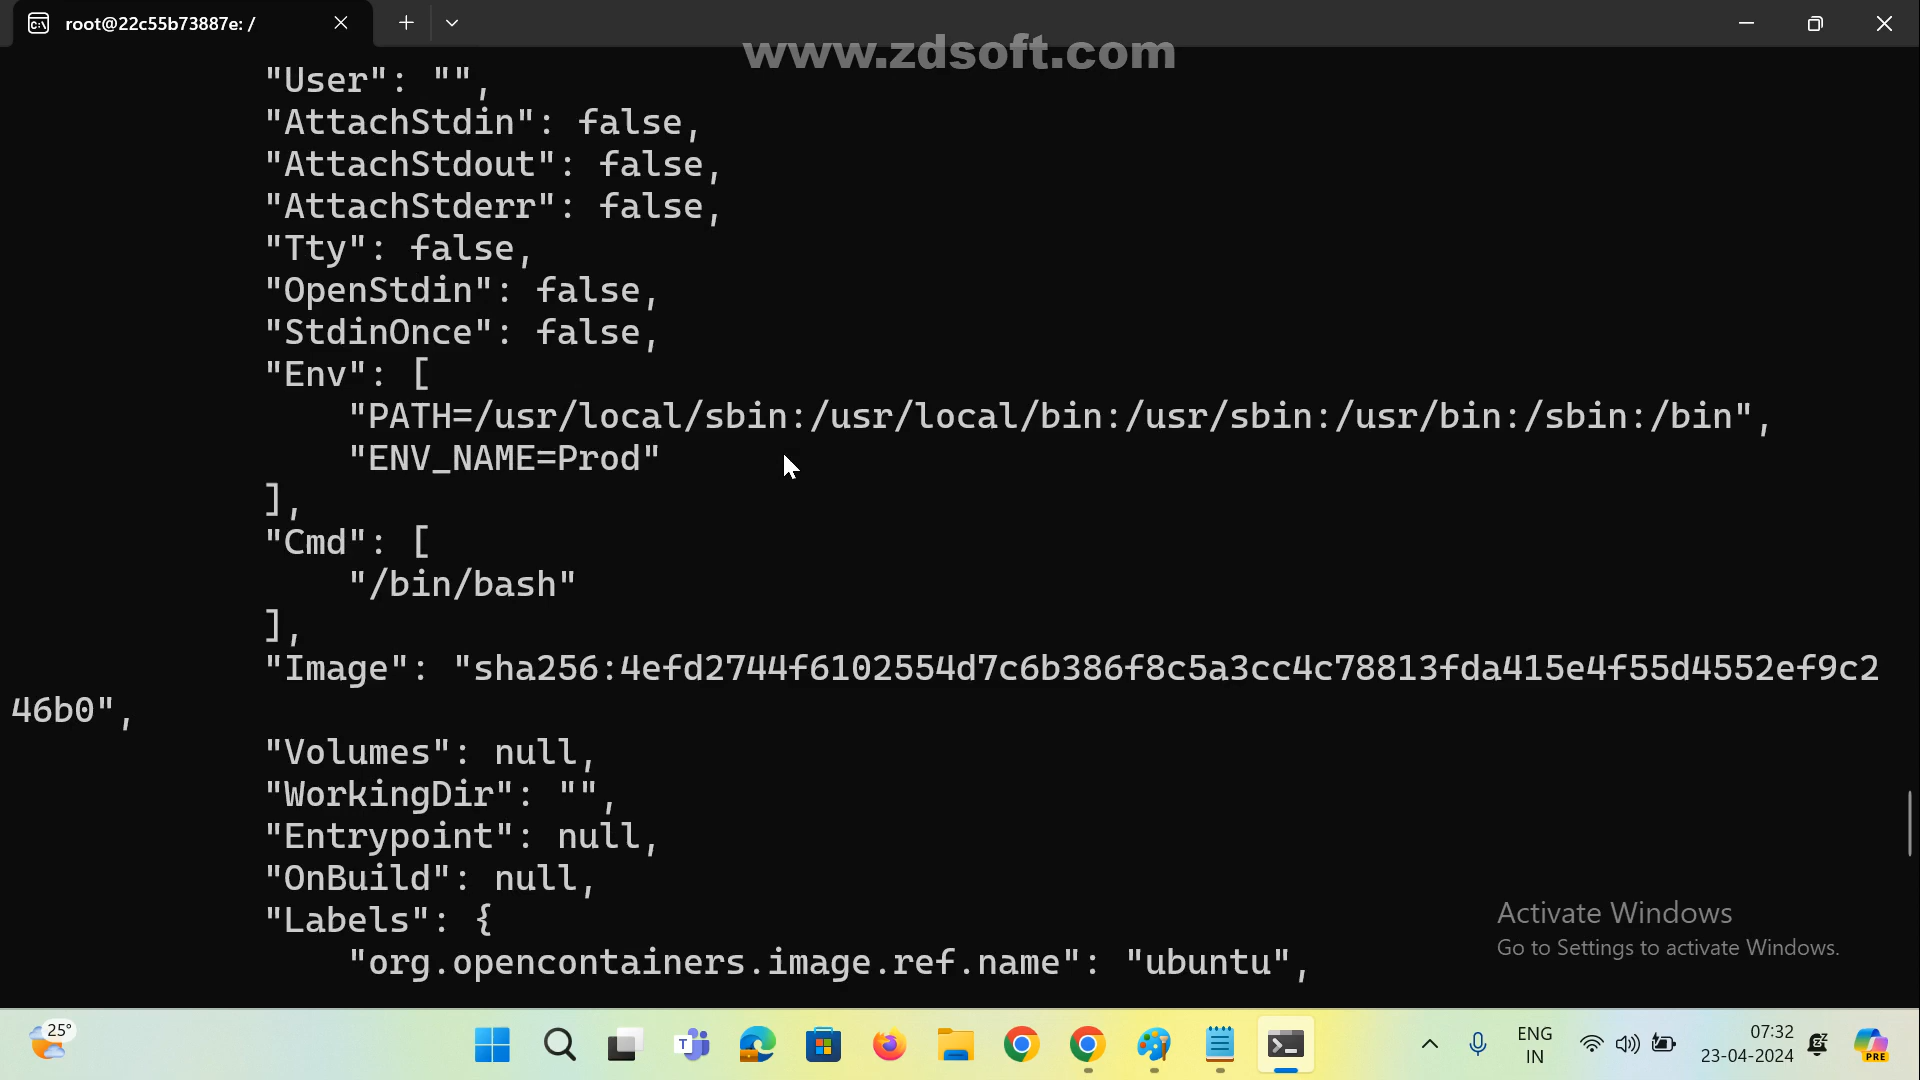 root@22c55b73887e: /
www.zdsoft.com
"User": "",
"AttachStdin": false,
"AttachStdout": false,
"AttachStderr": false,
"Tty": false,
"OpenStdin": false,
"StdinOnce": false,
"Env": [
"PATH=/usr/local/sbin:/usr/local/bin:/usr/sbin:/usr/bin:/sbin:/bin",
"ENV_NAME=Prod"
],
"Cmd": [
"/bin/bash"
],
"Image": "sha256:4efd2744f6102554d7c6b386f8c5a3cc4c78813fda415e4f55d4552ef9c2
46b0",
"Volumes": null,
"WorkingDir": "",
"Entrypoint": null,
"OnBuild": null,
"Labels": {
"org.opencontainers.image.ref.name": "ubuntu",
Activate Windows
Go to Settings to activate Windows.
25°
ENG
IN
07:32
23-04-2024
PRE